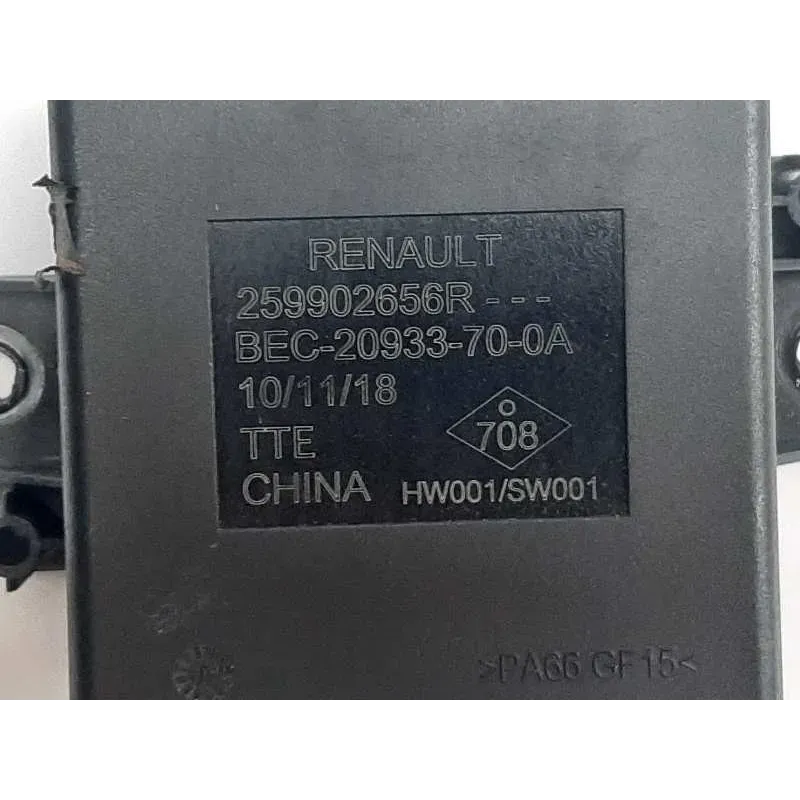 RENAULT
259902656R - - -
BEC-20933-70-0A
10/11/18
TTE
O
708
CHINA HW001/SW001
>PA66 GF15<